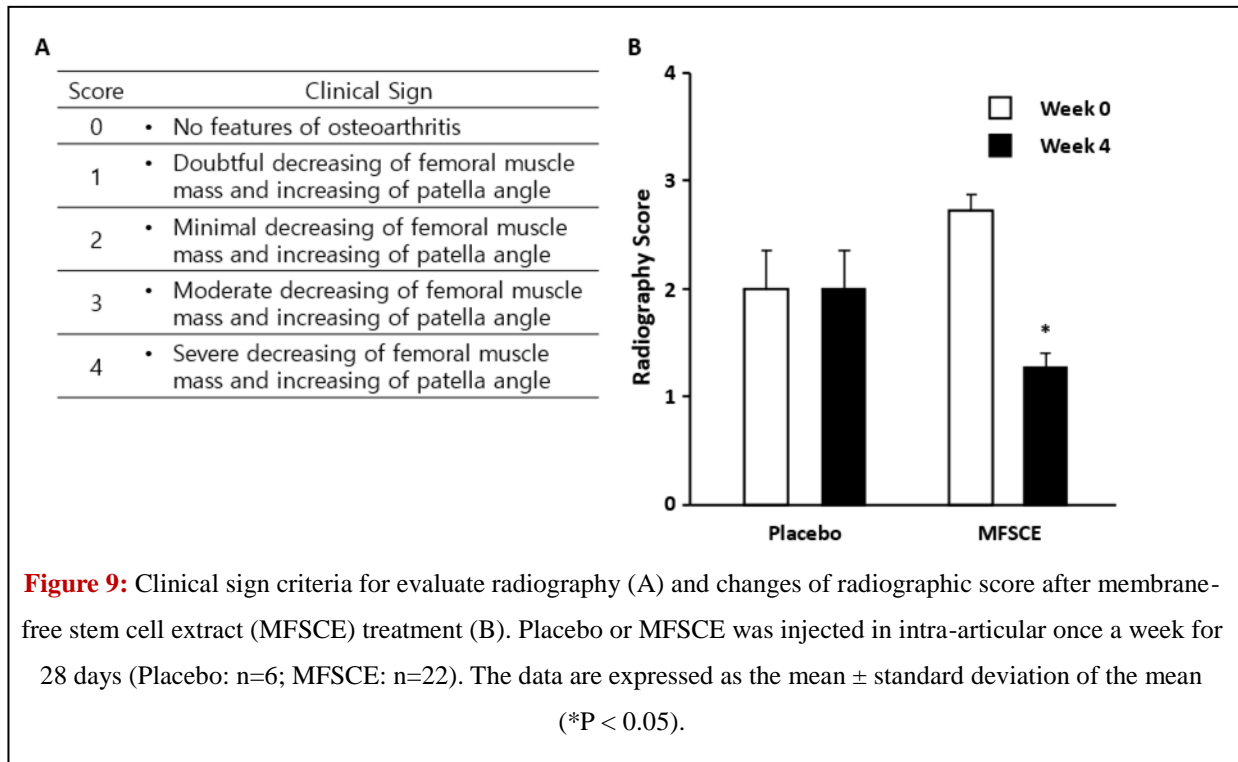 A
Score Clinical Sign
0 • No features of osteoarthritis
1 • Doubtful decreasing of femoral muscle
mass and increasing of patella angle
2 • Minimal decreasing of femoral muscle
mass and increasing of patella angle
3 • Moderate decreasing of femoral muscle
mass and increasing of patella angle
4 • Severe decreasing of femoral muscle
mass and increasing of patella angle
B
Radiography Score
4
3
2
1
0
Week 0
Week 4
*
Placebo MFSCE
Figure 9: Clinical sign criteria for evaluate radiography (A) and changes of radiographic score after membrane-
free stem cell extract (MFSCE) treatment (B). Placebo or MFSCE was injected in intra-articular once a week for
28 days (Placebo: n=6; MFSCE: n=22). The data are expressed as the mean ± standard deviation of the mean
(*P < 0.05).